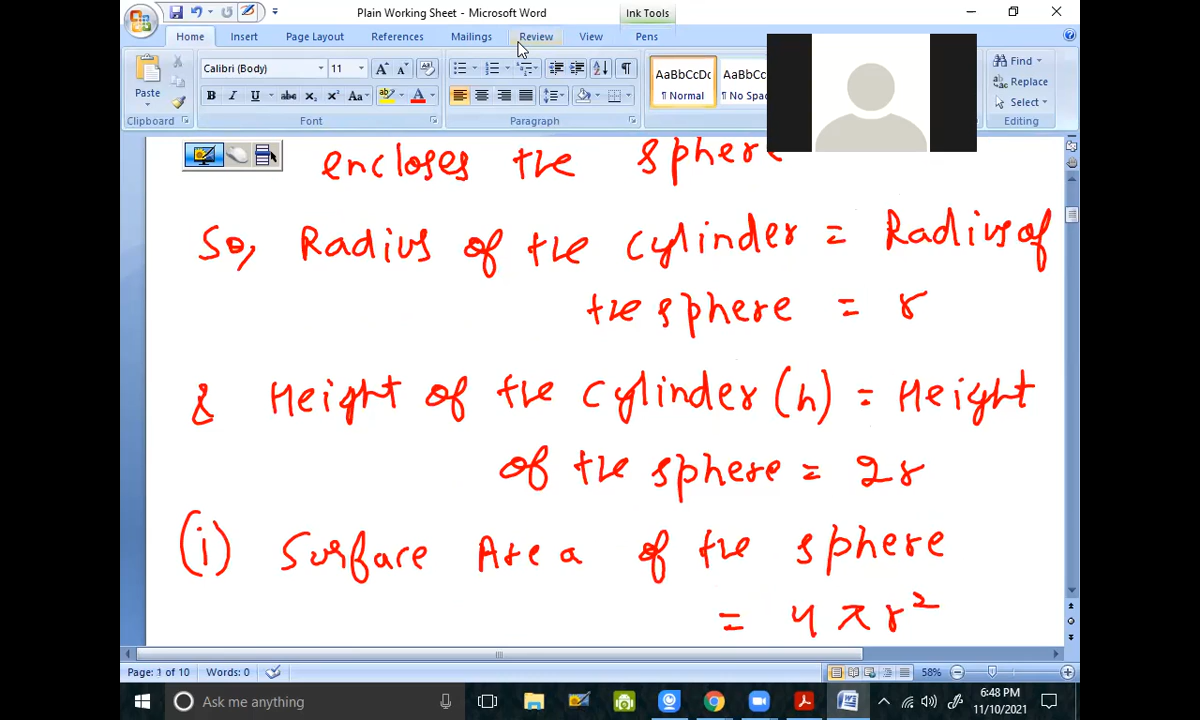 Plain Working Sheet - Microsoft Word
Ink Tools
Home Insert Page Layout References Mailings Review View Pens
Paste
Calibri (Body) 11
AaBbCcDc
¶ Normal
AaBbCc
¶ No Spac
Find
Replace
Select
Clipboard Font Paragraph Editing
encloses the sphere
So, Radius of the cylinder = Radius of
the sphere = r
& Height of the cylinder (h) = Height
of the sphere = 2r
(i) Surface Area of the sphere
= 4πr²
Page: 1 of 10 Words: 0 58%
Ask me anything
6:48 PM
11/10/2021